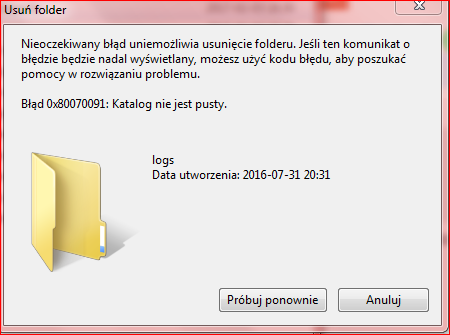 Usuń folder
Nieoczekiwany błąd uniemożliwia usunięcie folderu. Jeśli ten komunikat o
błędzie będzie nadal wyświetlany, możesz użyć kodu błędu, aby poszukać
pomocy w rozwiązaniu problemu.
Błąd 0x80070091: Katalog nie jest pusty.
logs
Data utworzenia: 2016-07-31 20:31
Próbuj ponownie
Anuluj